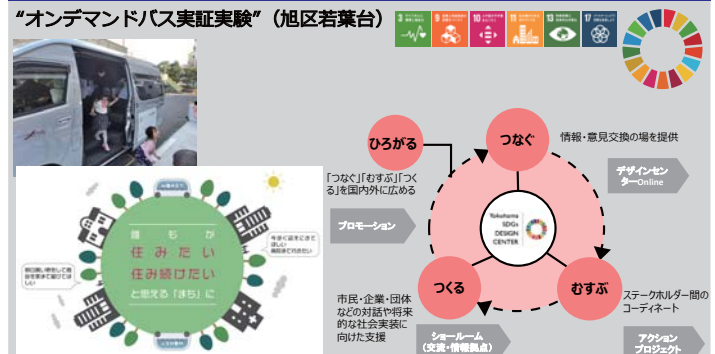 “オンデマンドバス実証実験”（旭区若葉台）
ひろがる
つなぐ
情報・意見交換の場を提供
「つなぐ」「むすぶ」「つく
る」を国内外に広める
デザインセン
ターOnline
プロモーション
Yokohama
SDGs
DESIGN
CENTER
誰もが
住みたい
住み続けたい
と思える「まち」に
つくる
むすぶ
市民・企業・団体
などの対話や将来
的な社会実装に
向けた支援
ステークホルダー間の
コーディネート
ショールーム
（交流・情報拠点）
アクション
プロジェクト